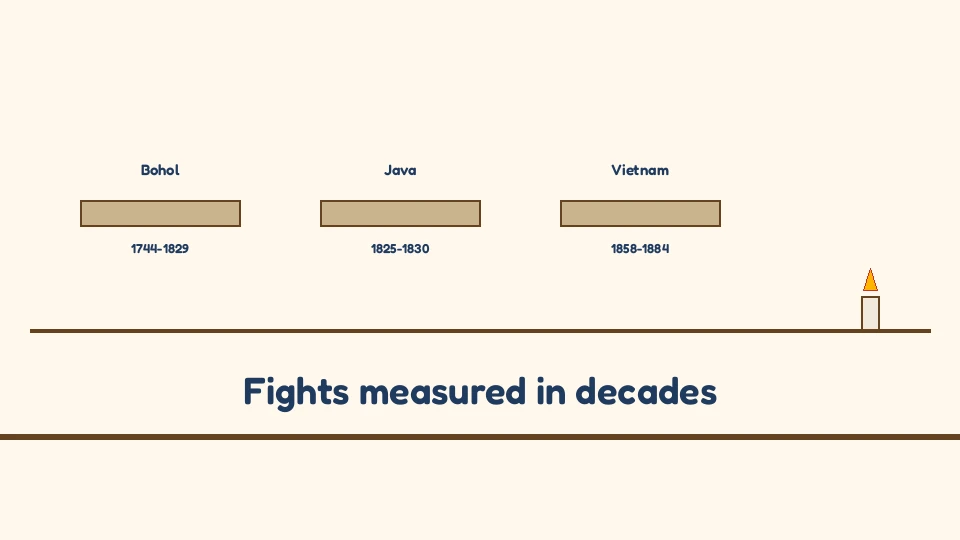 Bohol
Java
Vietnam
1744-1829
1825-1830
1858-1884
Fights measured in decades